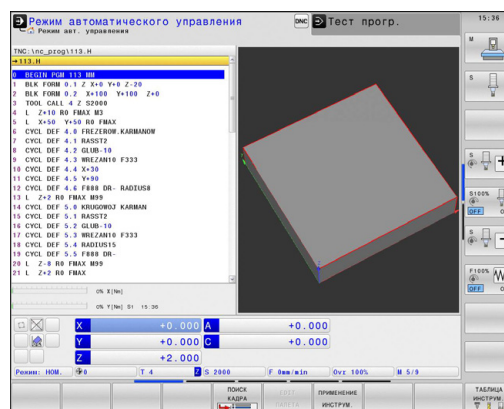 Режим автоматического управления
Режим авт. управления
DNC
Тест прогр.
15:36
TNC:\nc_prog\113.H
→113.H
0 BEGIN PGM 113 MM
1 BLK FORM 0.1 Z X+0 Y+0 Z-20
2 BLK FORM 0.2 X+100 Y+100 Z+0
3 TOOL CALL 4 Z S2000
4 L Z+10 R0 FMAX M3
5 L X+50 Y+50 R0 FMAX
6 CYCL DEF 4.0 FREZEROW.KARMANOW
7 CYCL DEF 4.1 RASST2
8 CYCL DEF 4.2 GLUB-10
9 CYCL DEF 4.3 WREZAN10 F333
10 CYCL DEF 4.4 X+30
11 CYCL DEF 4.5 Y+90
12 CYCL DEF 4.6 F888 DR- RADIUS8
13 L Z+2 R0 FMAX M99
14 CYCL DEF 5.0 KRUGOWOJ KARMAN
15 CYCL DEF 5.1 RASST2
16 CYCL DEF 5.2 GLUB-10
17 CYCL DEF 5.3 WREZAN10 F333
18 CYCL DEF 5.4 RADIUS15
19 CYCL DEF 5.5 F888 DR-
20 L Z-8 R0 FMAX M99
21 L Z+2 R0 FMAX
0% X[Nm]
0% Y[Nm] S1 15:36
X +0.000 A +0.000
Y +0.000 C +0.000
Z +2.000
Режим: НОМ. 0 T 4 Z S 2000 F 0mm/min Ovr 100% M 5/9
M
S
S
S100%
OFF
S
F100%
OFF
ПОИСК
КАДРА
ПРИМЕНЕНИЕ
ИНСТРУМ.
ТАБЛИЦА
ИНСТР